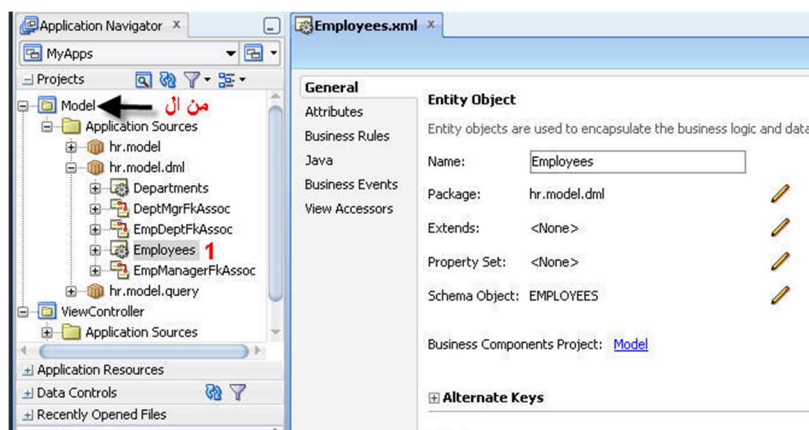 Application Navigator
MyApps
Projects
Model
من ال
Application Sources
hr.model
hr.model.dml
Departments
DeptMgrFkAssoc
EmpDeptFkAssoc
Employees 1
EmpManagerFkAssoc
hr.model.query
ViewController
Application Sources
Application Resources
Data Controls
Recently Opened Files
Employees.xml
General
Attributes
Business Rules
Java
Business Events
View Accessors
Entity Object
Entity objects are used to encapsulate the business logic and data
Name: Employees
Package: hr.model.dml
Extends: <None>
Property Set: <None>
Schema Object: EMPLOYEES
Business Components Project: Model
Alternate Keys